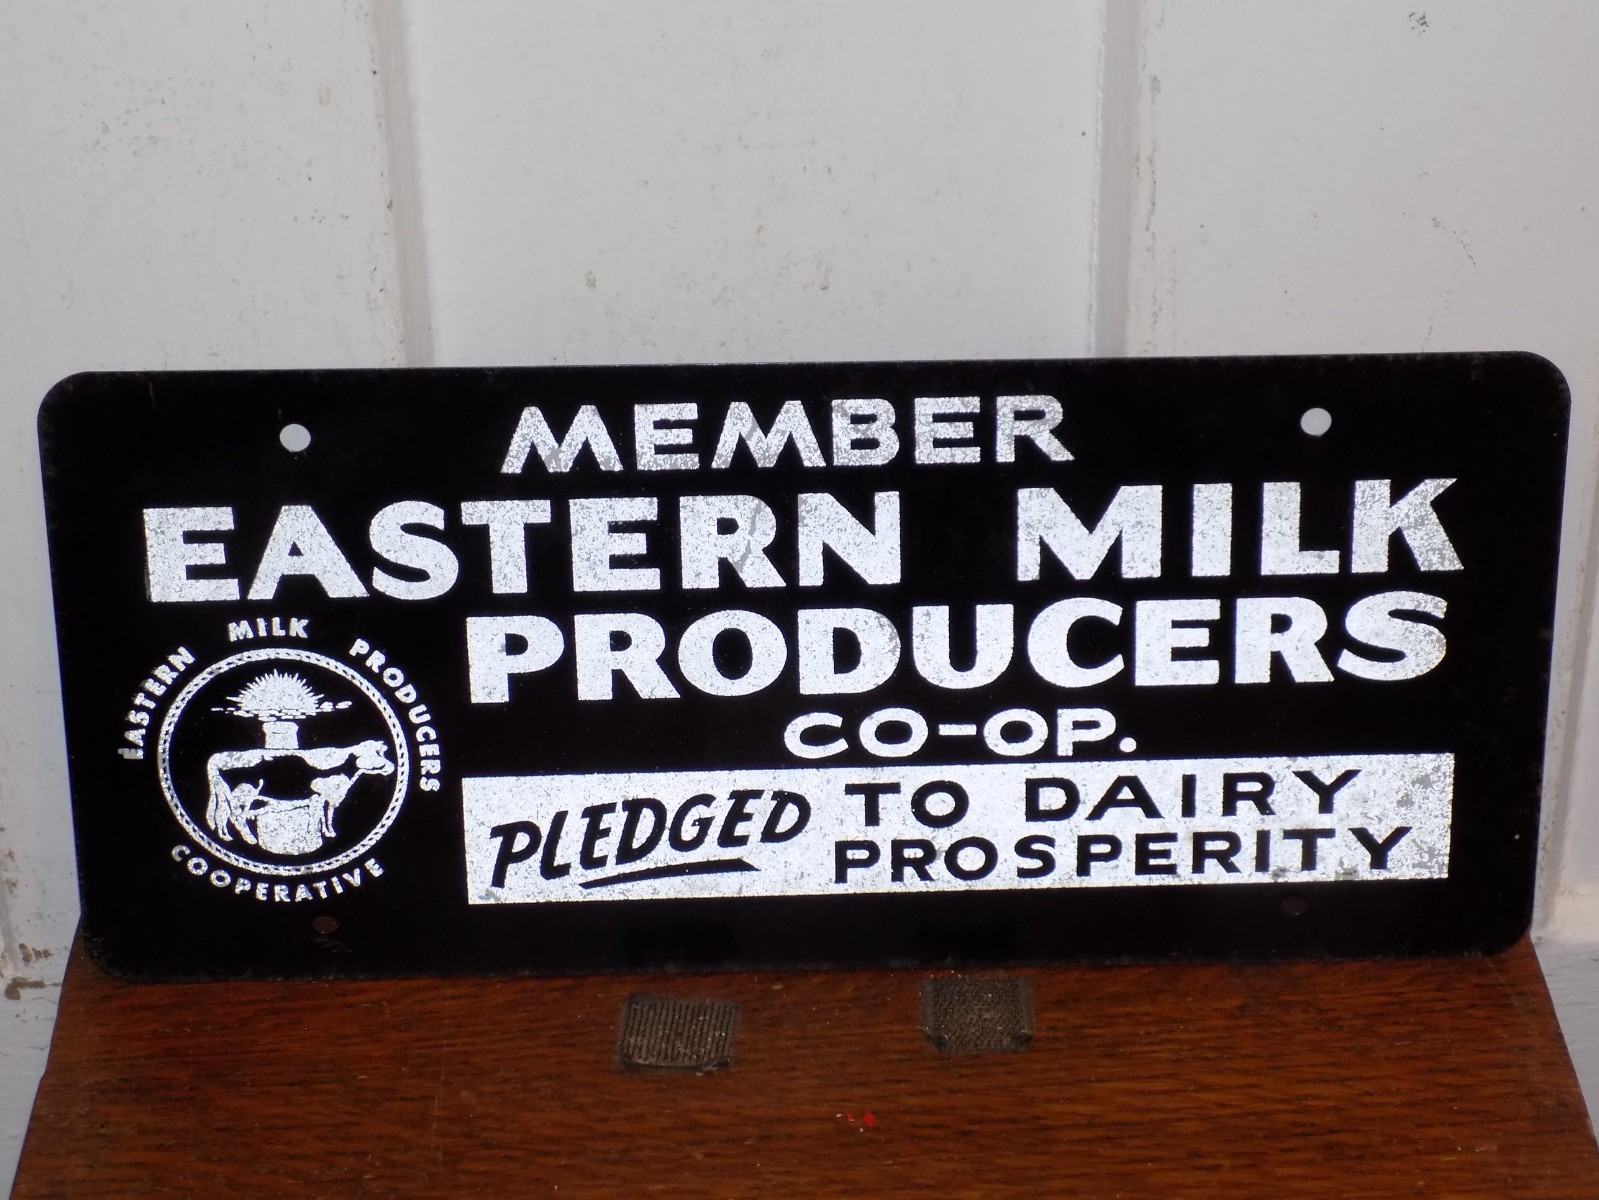 MEMBER
EASTERN MILK
PRODUCERS
CO-OP.
PLEDGED TO DAIRY
PROSPERITY
EASTERN MILK PRODUCERS
COOPERATIVE